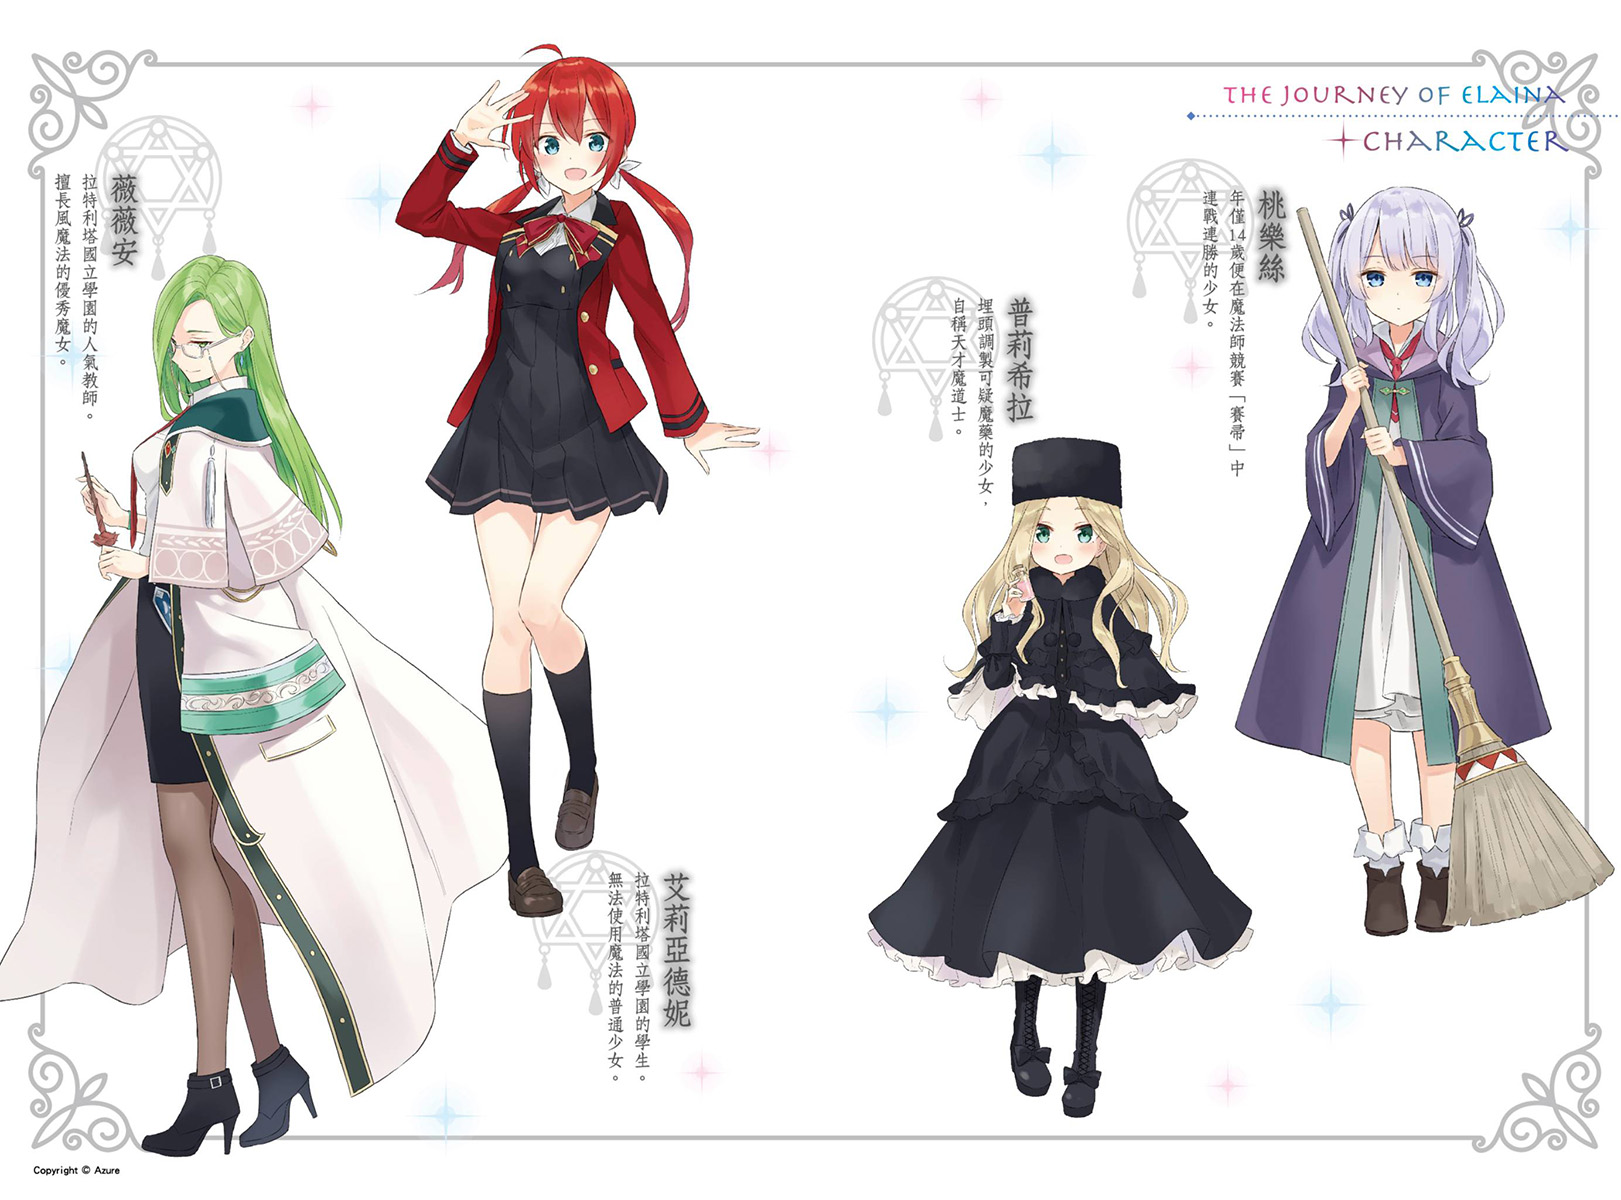 THE JOURNEY OF ELAINA
CHARACTER
桃樂絲
年僅14歲便在魔法師競賽「賽帚」中
連戰連勝的少女。
普莉希拉
埋頭調製可疑魔藥的少女，
自稱天才魔道士。
艾莉亞德妮
拉特利塔國立學園的學生。
無法使用魔法的普通少女。
薇薇安
拉特利塔國立學園的人氣教師。
擅長風魔法的優秀魔女。
Copyright © Azure